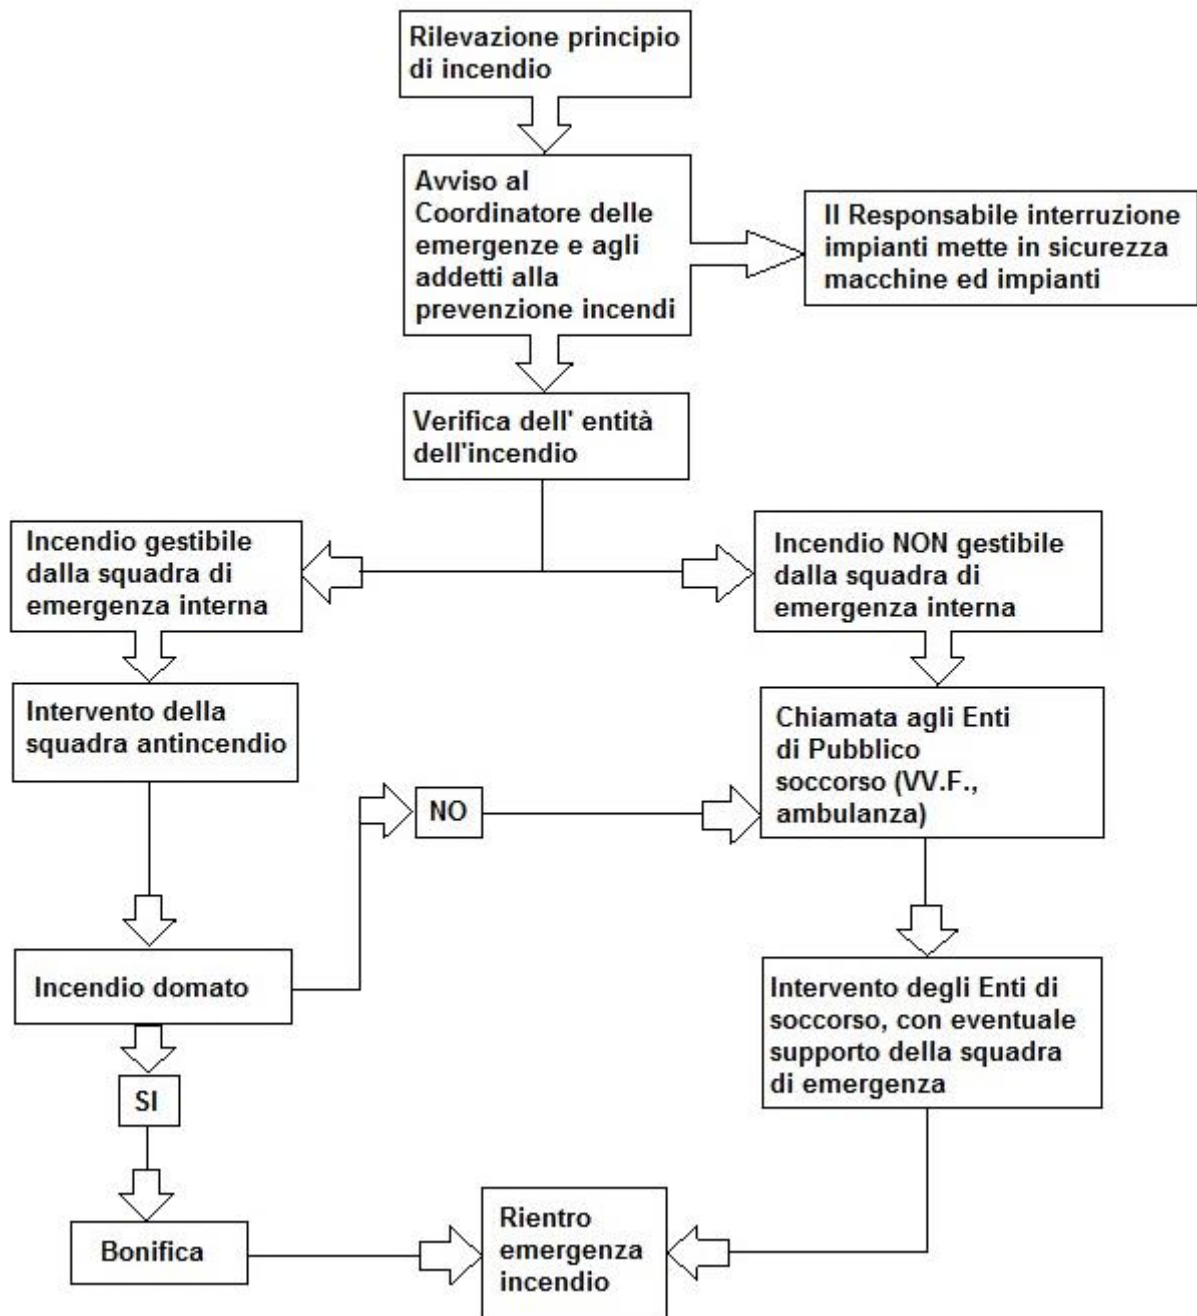 Rilevazione principio
di incendio
Avviso al
Coordinatore delle
emergenze e agli
addetti alla
prevenzione incendi
Il Responsabile interruzione
impianti mette in sicurezza
macchine ed impianti
Verifica dell' entità
dell'incendio
Incendio gestibile
dalla squadra di
emergenza interna
Incendio NON gestibile
dalla squadra di
emergenza interna
Intervento della
squadra antincendio
Chiamata agli Enti
di Pubblico
soccorso (VV.F.,
ambulanza)
NO
Incendio domato
Intervento degli Enti di
soccorso, con eventuale
supporto della squadra
di emergenza
SI
Bonifica
Rientro
emergenza
incendio